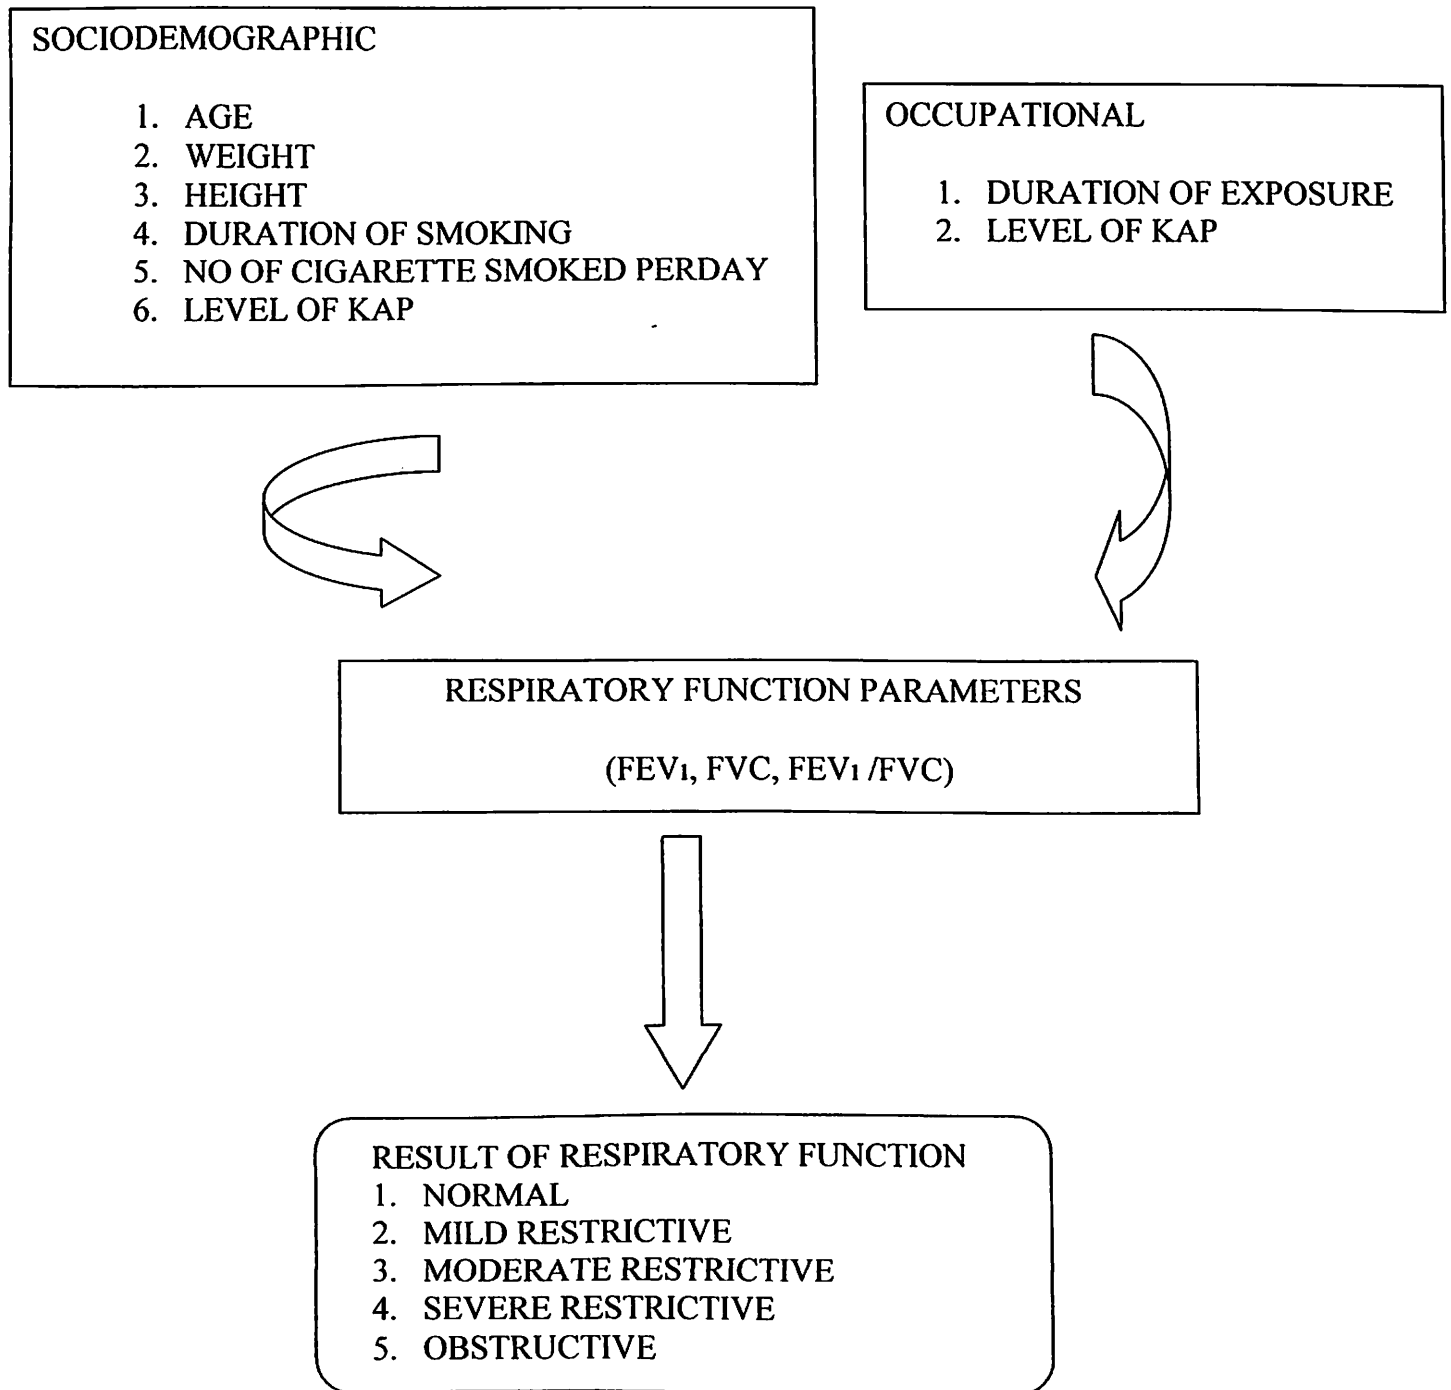 SOCIODEMOGRAPHIC
1. AGE
2. WEIGHT
3. HEIGHT
4. DURATION OF SMOKING
5. NO OF CIGARETTE SMOKED PERDAY
6. LEVEL OF KAP
OCCUPATIONAL
1. DURATION OF EXPOSURE
2. LEVEL OF KAP
RESPIRATORY FUNCTION PARAMETERS
(FEV1, FVC, FEV1 /FVC)
RESULT OF RESPIRATORY FUNCTION
1. NORMAL
2. MILD RESTRICTIVE
3. MODERATE RESTRICTIVE
4. SEVERE RESTRICTIVE
5. OBSTRUCTIVE